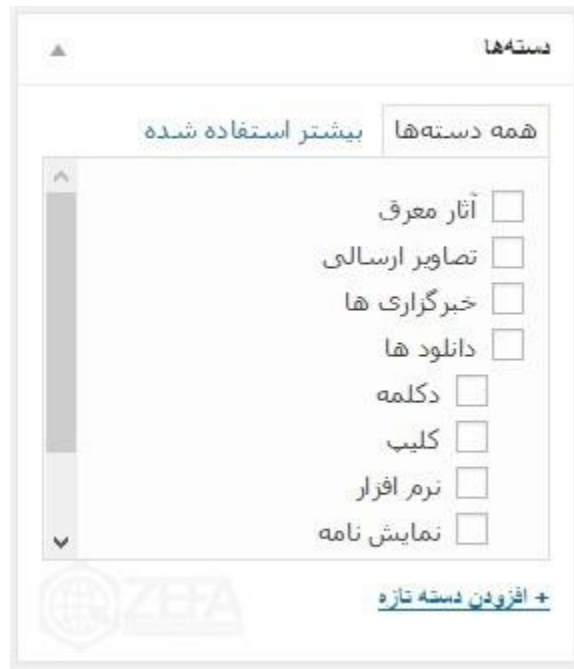 دسته‌ها
همه دسته‌ها بیشتر استفاده شده
آثار معرق
تصاویر ارسالی
خبرگزاری ها
دانلود ها
دکلمه
کلیپ
نرم افزار
نمایش نامه
+ افزودن دسته تازه
ZEFA